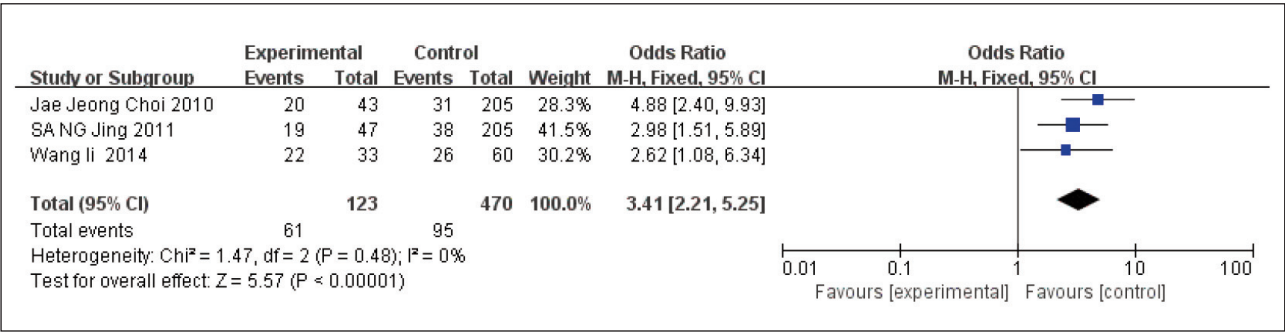 Experimental Control Odds Ratio Odds Ratio
Study or Subgroup Events Total Events Total Weight M-H, Fixed, 95% CI M-H, Fixed, 95% CI
Jae Jeong Choi 2010 20 43 31 205 28.3% 4.88 [2.40, 9.93]
SA NG Jing 2011 19 47 38 205 41.5% 2.98 [1.51, 5.89]
Wang li 2014 22 33 26 60 30.2% 2.62 [1.08, 6.34]
Total (95% CI) 123 470 100.0% 3.41 [2.21, 5.25]
Total events 61 95
Heterogeneity: Chi² = 1.47, df = 2 (P = 0.48); I² = 0%
Test for overall effect: Z = 5.57 (P < 0.00001)
0.01 0.1 1 10 100
Favours [experimental] Favours [control]